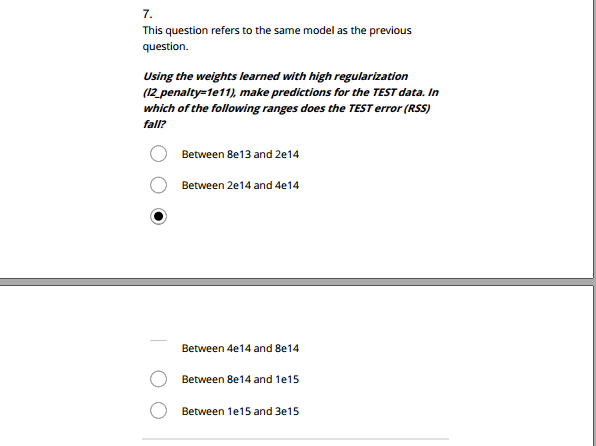 7.
This question refers to the same model as the previous
question.
Using the weights learned with high regularization
(l2_penalty=1e11), make predictions for the TEST data. In
which of the following ranges does the TEST error (RSS)
fall?
Between 8e13 and 2e14
Between 2e14 and 4e14
Between 4e14 and 8e14
Between 8e14 and 1e15
Between 1e15 and 3e15